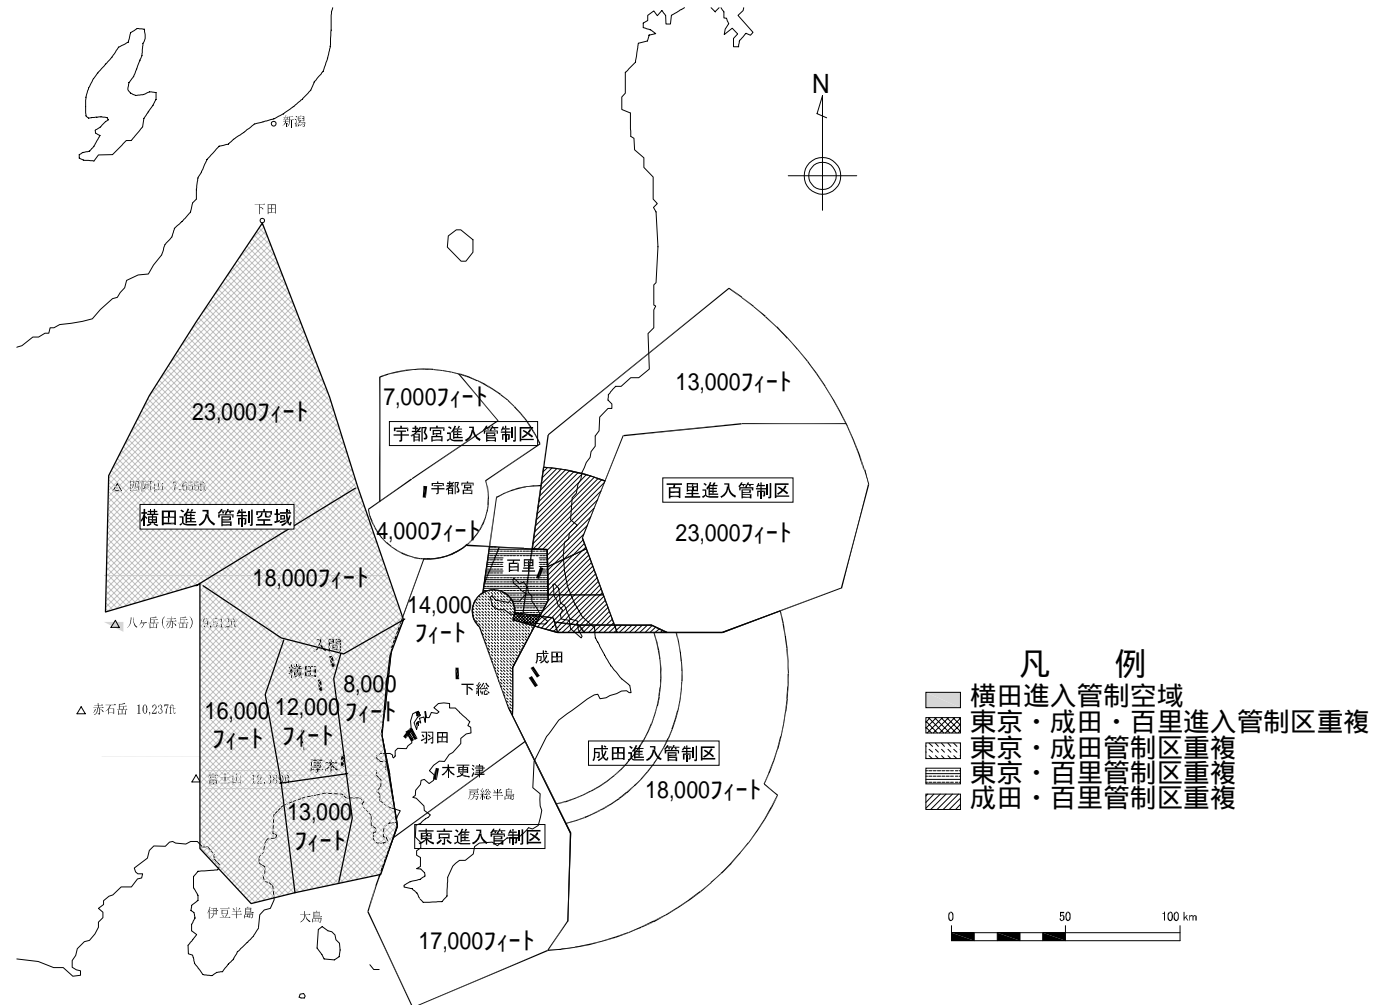 N
新潟
下田
13,000フィート
7,000フィート
23,000フィート
宇都宮進入管制区
四阿山 7,656ft
宇都宮
百里進入管制区
横田進入管制空域
4,000フィート
23,000フィート
百里
18,000フィート
14,000
フィート
八ヶ岳(赤岳) 9,512ft
入間
横田
成田
8,000
フィート
下総
赤石岳 10,237ft
16,000
フィート
12,000
フィート
羽田
成田進入管制区
厚木
木更津
富士山
房総半島
18,000フィート
13,000
フィート
東京進入管制区
伊豆半島
大島
17,000フィート
凡 例
横田進入管制空域
東京・成田・百里進入管制区重複
東京・成田管制区重複
東京・百里管制区重複
成田・百里管制区重複
0 50 100 km